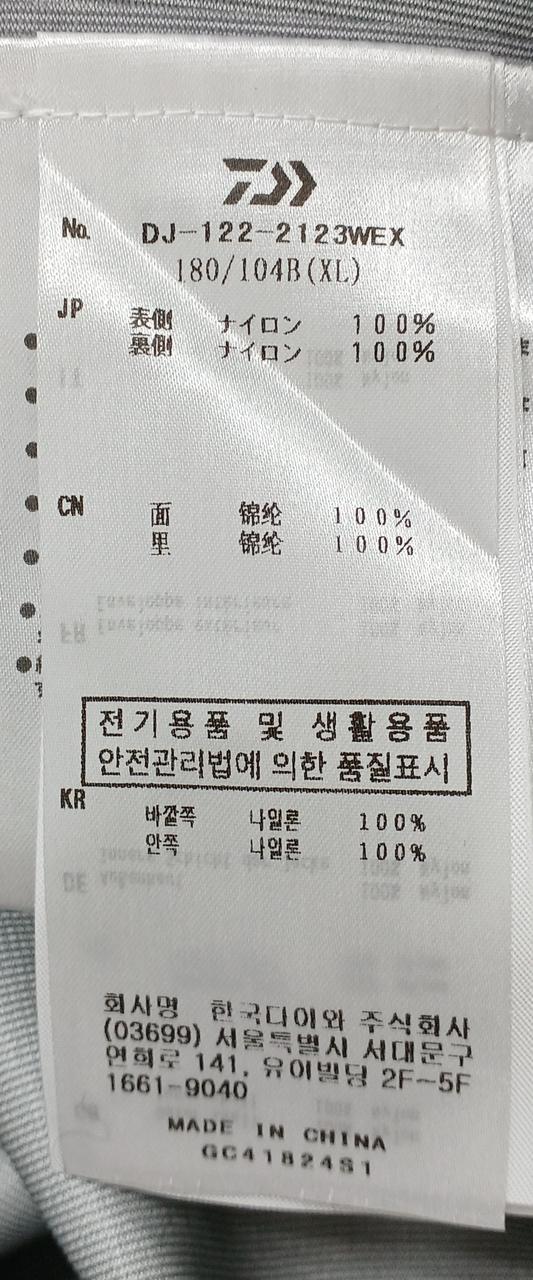 No. DJ-122-2123WEX
180/104B(XL)
JP 表側 ナイロン 100%
裏側 ナイロン 100%
CN 面 锦纶 100%
里 锦纶 100%
전기용품 및 생활용품
안전관리법에 의한 품질표시
KR 바깥쪽 나일론 100%
안쪽 나일론 100%
회사명 한국다이와 주식회사
(03699) 서울특별시 서대문구
연희로 141, 유이빌딩 2F~5F
1661-9040
MADE IN CHINA
GC41824S1